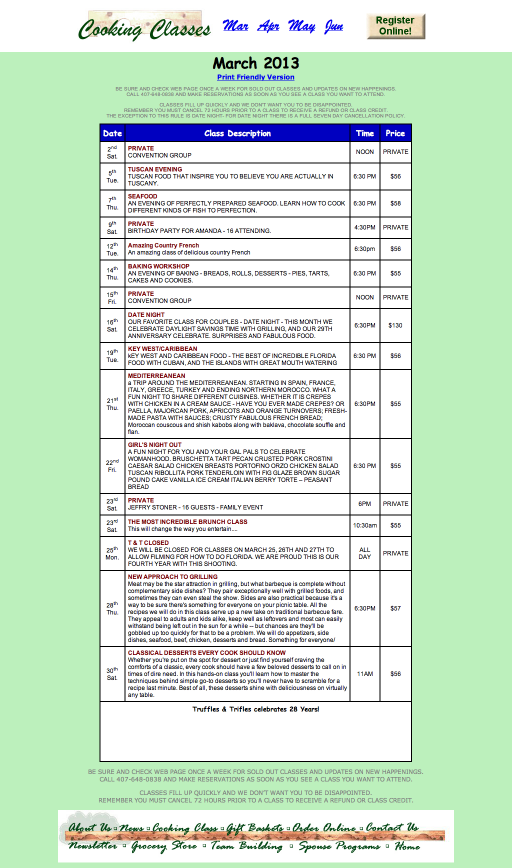 Cooking Classes
Mar Apr May Jun
Register
Online!
March 2013
Print Friendly Version
BE SURE AND CHECK WEB PAGE ONCE A WEEK FOR SOLD OUT CLASSES AND UPDATES ON NEW HAPPENINGS.
CALL 407-648-0838 AND MAKE RESERVATIONS AS SOON AS YOU SEE A CLASS YOU WANT TO ATTEND.
CLASSES FILL UP QUICKLY AND WE DON'T WANT YOU TO BE DISAPPOINTED.
REMEMBER YOU MUST CANCEL 72 HOURS PRIOR TO A CLASS TO RECEIVE A REFUND OR CLASS CREDIT.
THE EXCEPTION TO THIS RULE IS DATE NIGHT- FOR DATE NIGHT THERE IS A FULL SEVEN DAY CANCELLATION POLICY.
Date Class Description Time Price
2nd Sat. PRIVATE NOON PRIVATE
CONVENTION GROUP
5th Tue. TUSCAN EVENING 6:30 PM $56
TUSCAN FOOD THAT INSPIRE YOU TO BELIEVE YOU ARE ACTUALLY IN
TUSCANY.
7th Thu. SEAFOOD 6:30 PM $58
AN EVENING OF PERFECTLY PREPARED SEAFOOD. LEARN HOW TO COOK
DIFFERENT KINDS OF FISH TO PERFECTION.
9th Sat. PRIVATE 4:30PM PRIVATE
BIRTHDAY PARTY FOR AMANDA - 16 ATTENDING.
12th Tue. Amazing Country French 6:30pm $56
An amazing class of delicious country French
14th Thu. BAKING WORKSHOP 6:30 PM $55
AN EVENING OF BAKING - BREADS, ROLLS, DESSERTS - PIES, TARTS,
CAKES AND COOKIES.
15th Fri. PRIVATE NOON PRIVATE
CONVENTION GROUP
16th Sat. DATE NIGHT 6:30PM $130
OUR FAVORITE CLASS FOR COUPLES - DATE NIGHT - THIS MONTH WE
CELEBRATE DAYLIGHT SAVINGS TIME WITH GRILLING, AND OUR 29TH
ANNIVERSARY CELEBRATE. SURPRISES AND FABULOUS FOOD.
19th Tue. KEY WEST/CARIBBEAN 6:30 PM $56
kEY WEST AND CARIBBEAN FOOD - THE BEST OF INCREDIBLE FLORIDA
FOOD WITH CUBAN, AND THE ISLANDS WITH GREAT MOUTH WATERING
21st Thu. MEDITERREANEAN 6:30PM $55
a TRIP AROUND THE MEDITERREANEAN: STARTING IN SPAIN, FRANCE,
ITALY, GREECE, TURKEY AND ENDING NORTHERN MOROCCO. WHAT A
FUN NIGHT TO SHARE DIFFERENT CUISINES. WHETHER IT IS CREPES
WITH CHICKEN IN A CREAM SAUCE - HAVE YOU EVER MADE CREPES? OR
PAELLA, MAJORCAN PORK, APRICOTS AND ORANGE TURNOVERS; FRESH-
MADE PASTA WITH SAUCES; CRUSTY FABULOUS FRENCH BREAD;
Moroccan couscous and shish kabobs along with baklava, chocolate souffle and
flan.
22nd Fri. GIRL'S NIGHT OUT 6:30 PM $55
A FUN NIGHT FOR YOU AND YOUR GAL PALS TO CELEBRATE
WOMANHOOD. BRUSCHETTA TART PECAN CRUSTED PORK CROSTINI
CAESAR SALAD CHICKEN BREASTS PORTOFINO ORZO CHICKEN SALAD
TUSCAN RIBOLLITA PORK TENDERLOIN WITH FIG GLAZE BROWN SUGAR
POUND CAKE VANILLA ICE CREAM ITALIAN BERRY TORTE – PEASANT
BREAD
23rd Sat. PRIVATE 6PM PRIVATE
JEFFRY STONER - 16 GUESTS - FAMILY EVENT
23rd Sat. THE MOST INCREDIBLE BRUNCH CLASS 10:30am $55
This will change the way you entertain....
25th Mon. T & T CLOSED ALL DAY PRIVATE
WE WILL BE CLOSED FOR CLASSES ON MARCH 25, 26TH AND 27TH TO
ALLOW FILMING FOR HOW TO DO FLORIDA. WE ARE PROUD THIS IS OUR
FOURTH YEAR WITH THIS SHOOTING.
28th Thu. NEW APPROACH TO GRILLING 6:30PM $57
Meat may be the star attraction in grilling, but what barbeque is complete without
complementary side dishes? They pair exceptionally well with grilled foods, and
sometimes they can even steal the show. Sides are also practical because it's a
way to be sure there's something for everyone on your picnic table. All the
recipes we will do in this class serve up a new take on traditional barbecue fare.
They appeal to adults and kids alike, keep well as leftovers and most can easily
withstand being left out in the sun for a while – but chances are they'll be
gobbled up too quickly for that to be a problem. We will do appetizers, side
dishes, seafood, beef, chicken, desserts and bread. Something for everyone!
30th Sat. CLASSICAL DESSERTS EVERY COOK SHOULD KNOW 11AM $56
Whether you're put on the spot for dessert or just find yourself craving the
comforts of a classic, every cook should have a few beloved desserts to call on in
times of dire need. In this hands-on class you'll learn how to master the
techniques behind simple go-to desserts so you'll never have to scramble for a
recipe last minute. Best of all, these desserts shine with deliciousness on virtually
any table.
Truffles & Trifles celebrates 28 Years!
BE SURE AND CHECK WEB PAGE ONCE A WEEK FOR SOLD OUT CLASSES AND UPDATES ON NEW HAPPENINGS.
CALL 407-648-0838 AND MAKE RESERVATIONS AS SOON AS YOU SEE A CLASS YOU WANT TO ATTEND.
CLASSES FILL UP QUICKLY AND WE DON'T WANT YOU TO BE DISAPPOINTED.
REMEMBER YOU MUST CANCEL 72 HOURS PRIOR TO A CLASS TO RECEIVE A REFUND OR CLASS CREDIT.
About Us News Cooking Class Gift Baskets Order Online Contact Us
Newsletter Grocery Store Team Building Spouse Programs Home